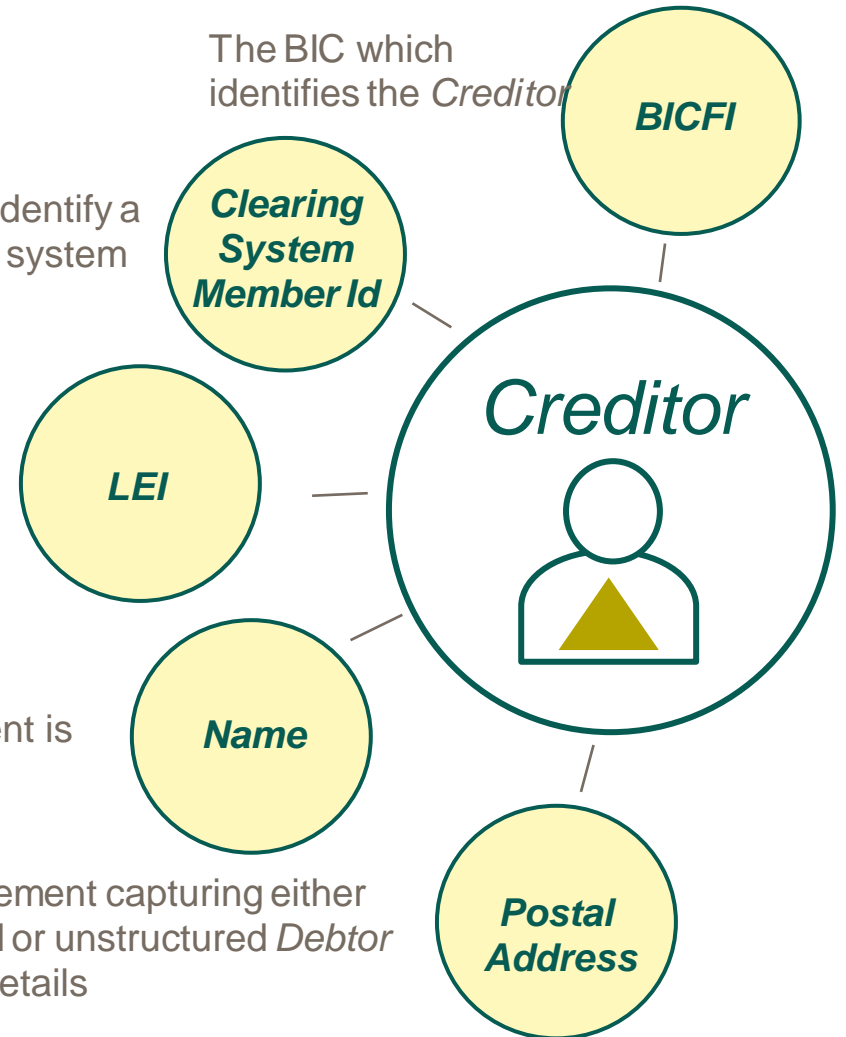 The BIC which
identifies the Creditor
BICFI
dentify a
system
Clearing
System
Member Id
Creditor
LEI
ent is
Name
ement capturing either
or unstructured Debtor
etails
Postal
Address